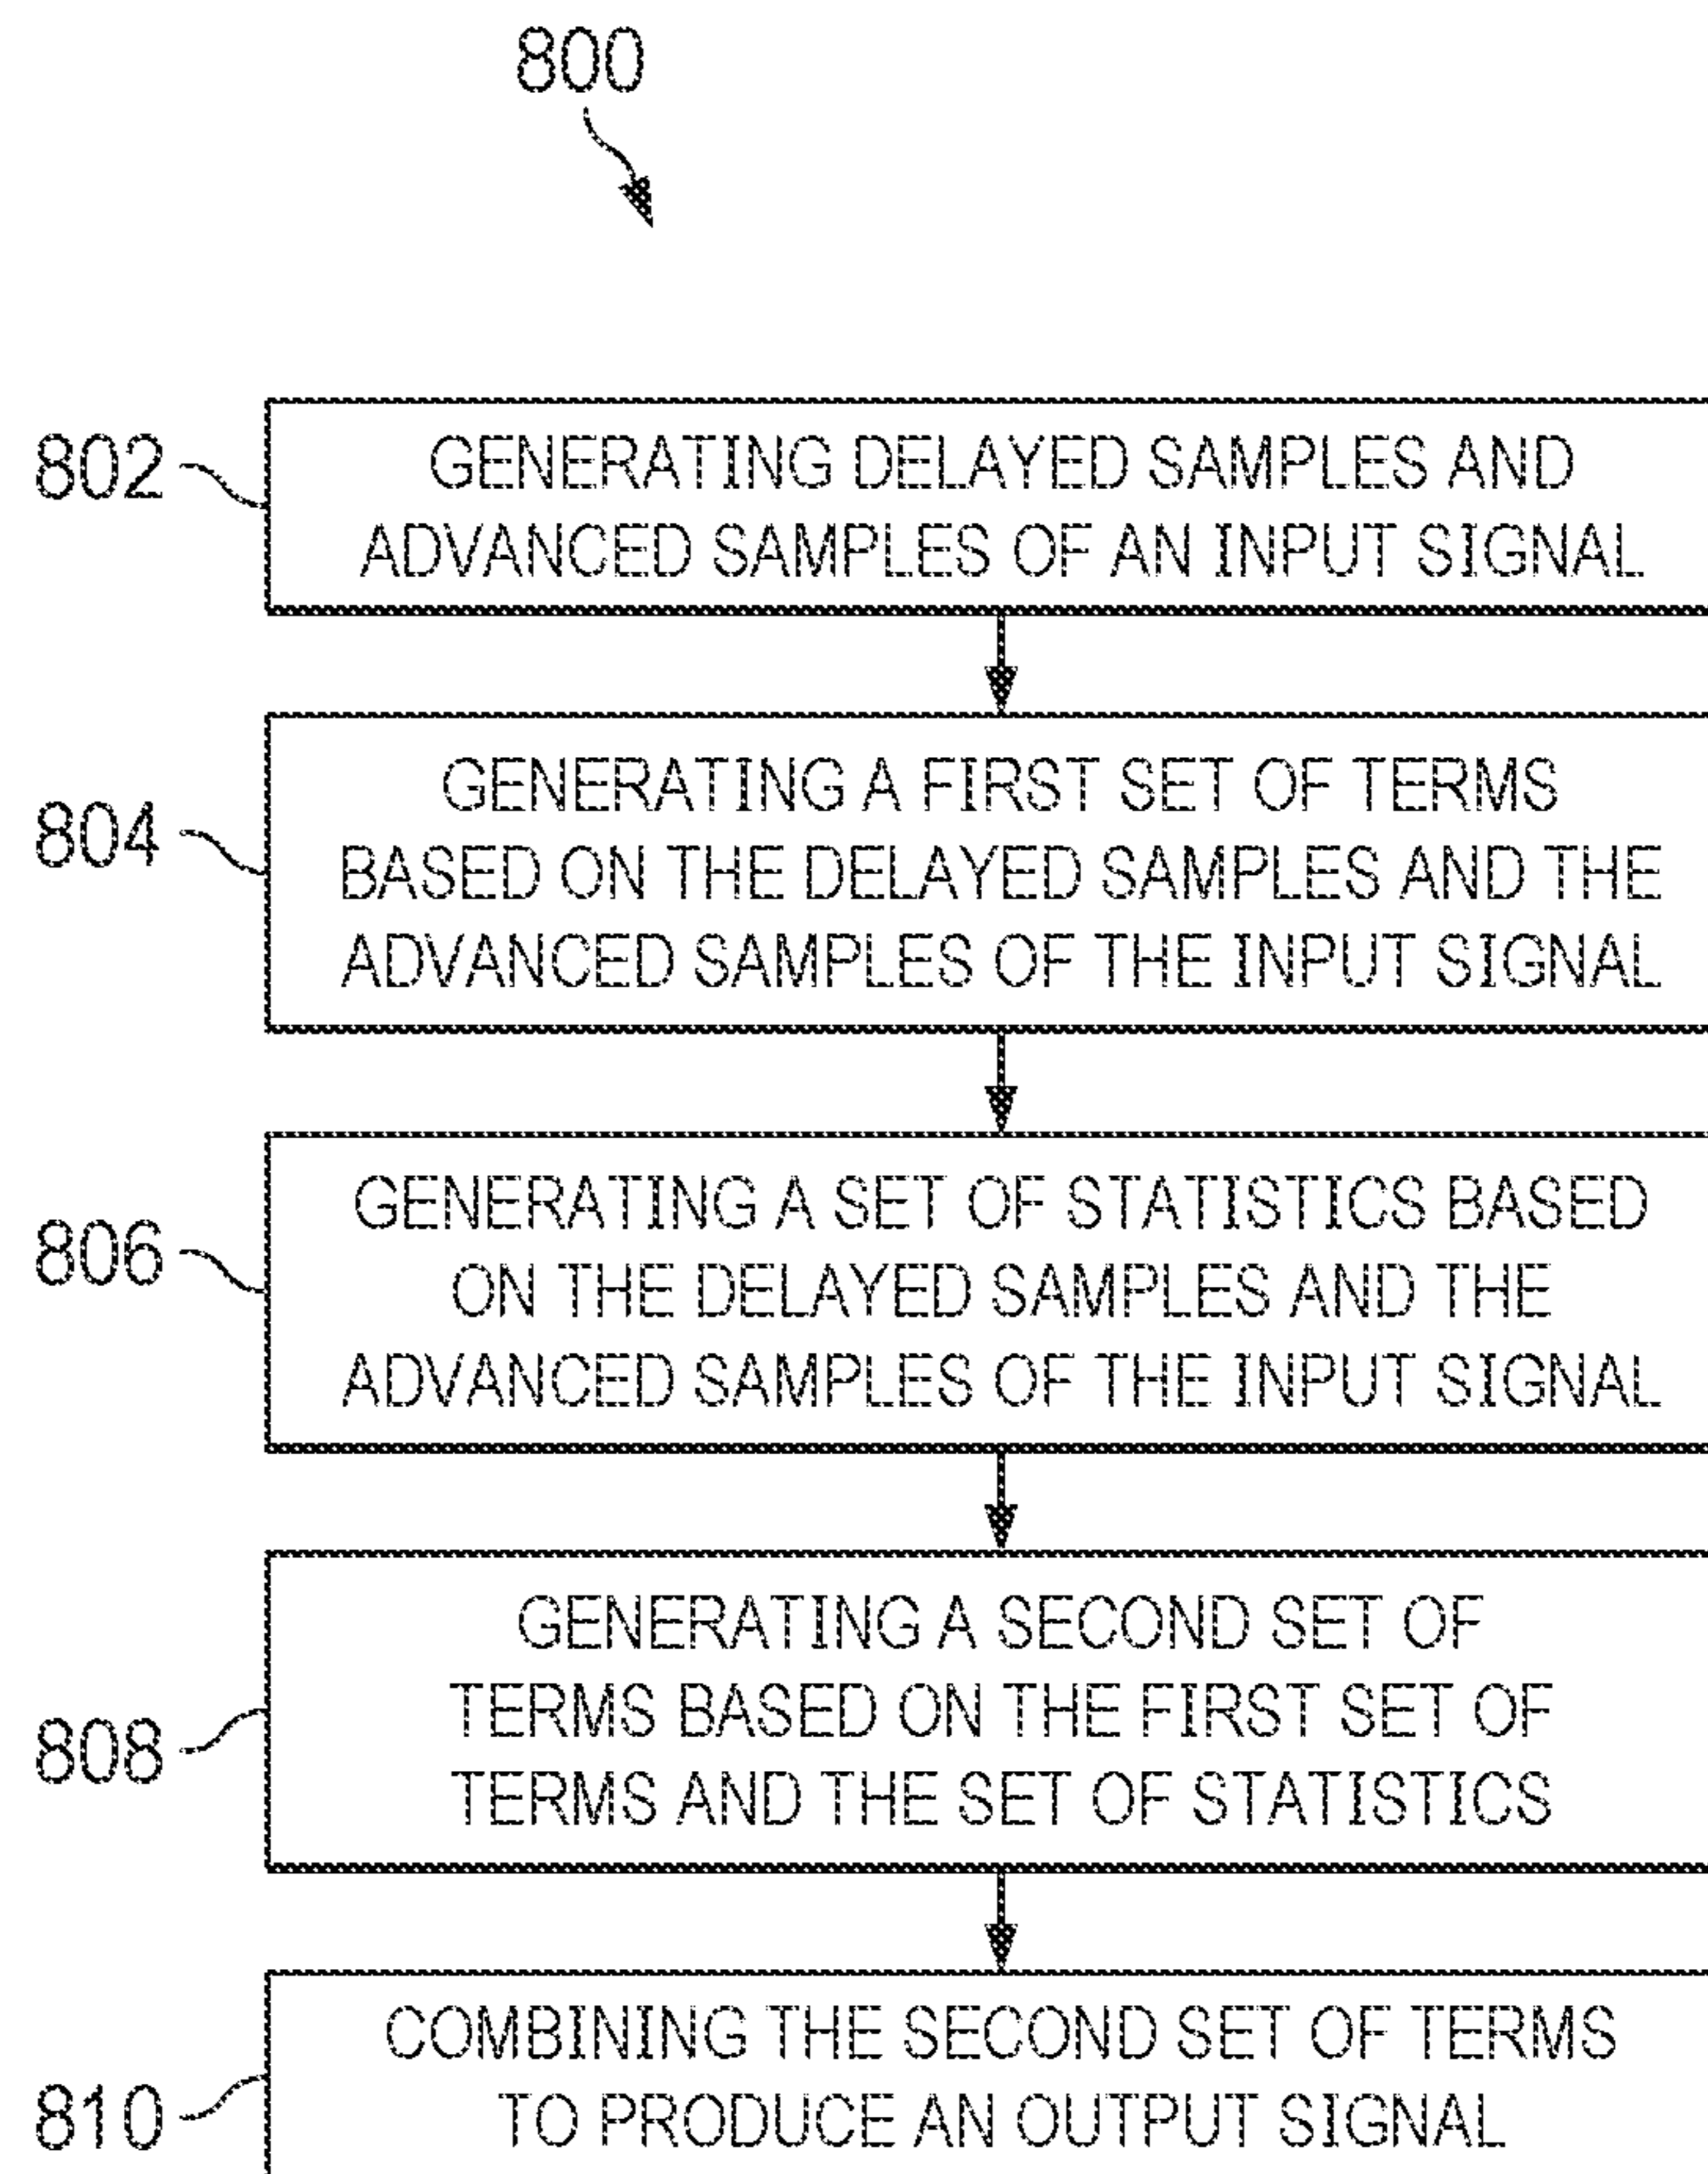 800
802
GENERATING DELAYED SAMPLES AND
ADVANCED SAMPLES OF AN INPUT SIGNAL
804
GENERATING A FIRST SET OF TERMS
BASED ON THE DELAYED SAMPLES AND THE
ADVANCED SAMPLES OF THE INPUT SIGNAL
806
GENERATING A SET OF STATISTICS BASED
ON THE DELAYED SAMPLES AND THE
ADVANCED SAMPLES OF THE INPUT SIGNAL
808
GENERATING A SECOND SET OF
TERMS BASED ON THE FIRST SET OF
TERMS AND THE SET OF STATISTICS
810
COMBINING THE SECOND SET OF TERMS
TO PRODUCE AN OUTPUT SIGNAL